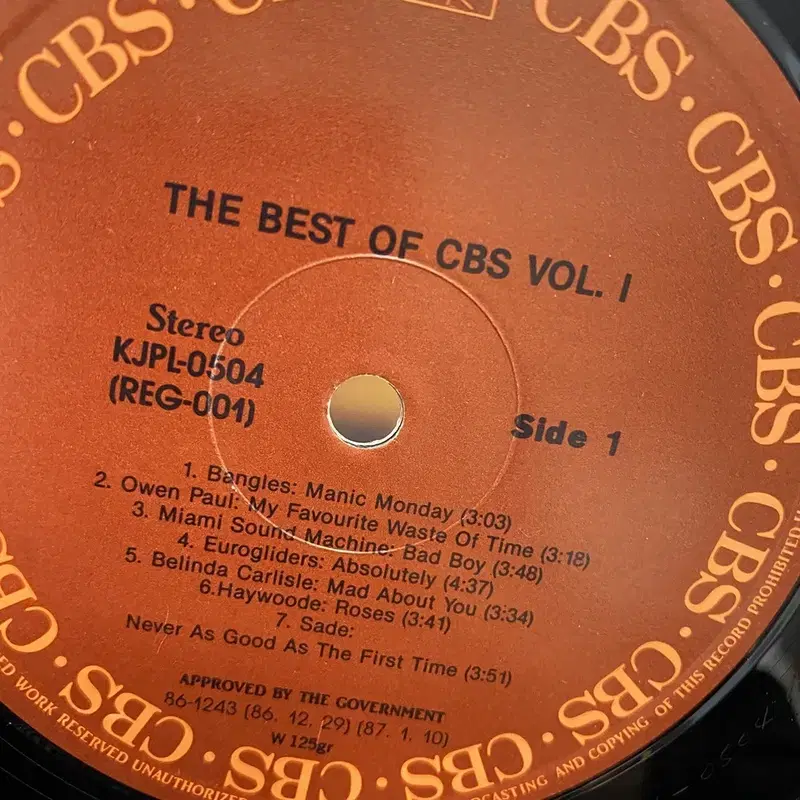 THE BEST OF CBS VOL. I
Stereo
KJPL-0504
(REG-001)
Side 1
1. Bangles: Manic Monday (3:03)
2. Owen Paul: My Favourite Waste Of Time (3:18)
3. Miami Sound Machine: Bad Boy (3:48)
4. Eurogliders: Absolutely (4:37)
5. Belinda Carlisle: Mad About You (3:34)
6.Haywoode: Roses (3:41)
7. Sade:
Never As Good As The First Time (3:51)
APPROVED BY THE GOVERNMENT
86-1243 (86. 12. 29) (87. 1. 10)
W 125gr
CBS · CBS · CBS · CBS · CBS · CBS · CBS · CBS · CBS · CBS · CBS
WORK RESERVED UNAUTHORIZED
AND COPYING OF THIS RECORD PROHIBITED